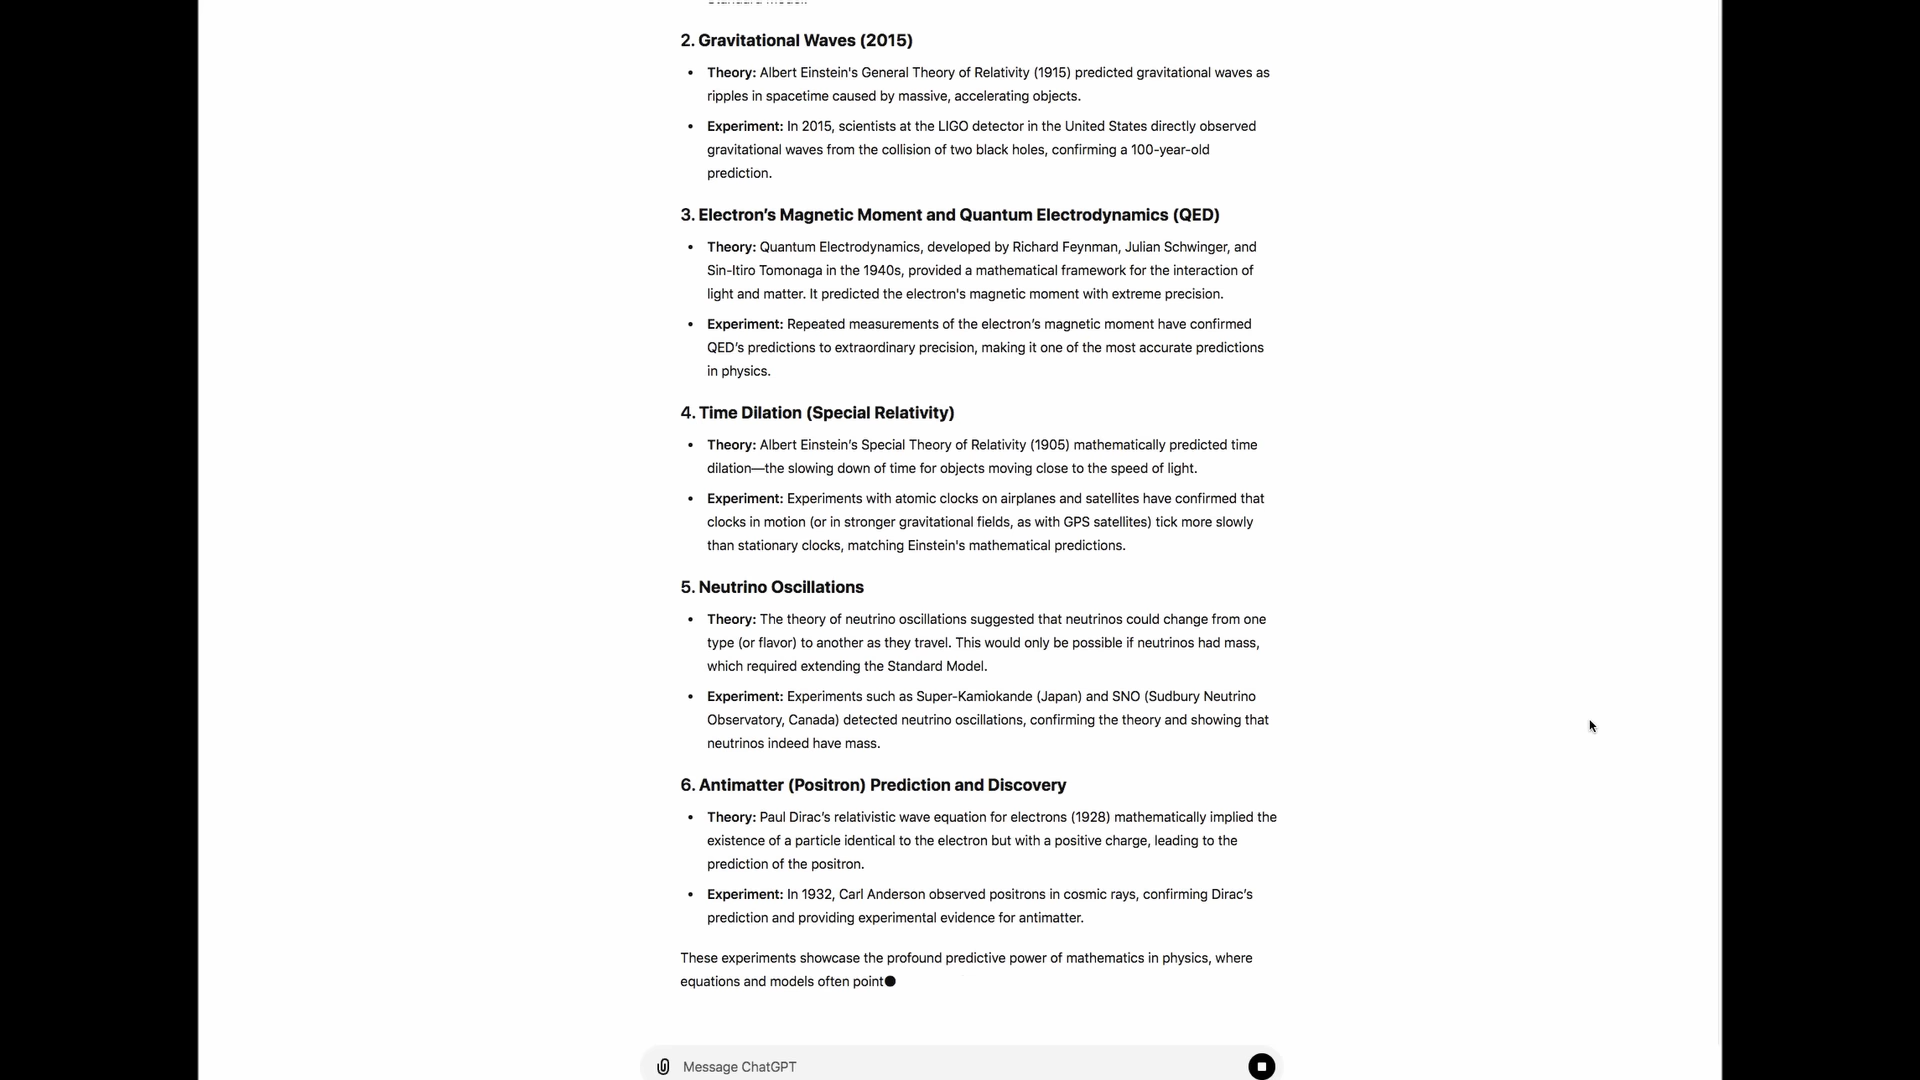 Standard Model.
2. Gravitational Waves (2015)
• Theory: Albert Einstein's General Theory of Relativity (1915) predicted gravitational waves as
ripples in spacetime caused by massive, accelerating objects.
• Experiment: In 2015, scientists at the LIGO detector in the United States directly observed
gravitational waves from the collision of two black holes, confirming a 100-year-old
prediction.
3. Electron’s Magnetic Moment and Quantum Electrodynamics (QED)
• Theory: Quantum Electrodynamics, developed by Richard Feynman, Julian Schwinger, and
Sin-Itiro Tomonaga in the 1940s, provided a mathematical framework for the interaction of
light and matter. It predicted the electron's magnetic moment with extreme precision.
• Experiment: Repeated measurements of the electron’s magnetic moment have confirmed
QED’s predictions to extraordinary precision, making it one of the most accurate predictions
in physics.
4. Time Dilation (Special Relativity)
• Theory: Albert Einstein’s Special Theory of Relativity (1905) mathematically predicted time
dilation—the slowing down of time for objects moving close to the speed of light.
• Experiment: Experiments with atomic clocks on airplanes and satellites have confirmed that
clocks in motion (or in stronger gravitational fields, as with GPS satellites) tick more slowly
than stationary clocks, matching Einstein's mathematical predictions.
5. Neutrino Oscillations
• Theory: The theory of neutrino oscillations suggested that neutrinos could change from one
type (or flavor) to another as they travel. This would only be possible if neutrinos had mass,
which required extending the Standard Model.
• Experiment: Experiments such as Super-Kamiokande (Japan) and SNO (Sudbury Neutrino
Observatory, Canada) detected neutrino oscillations, confirming the theory and showing that
neutrinos indeed have mass.
6. Antimatter (Positron) Prediction and Discovery
• Theory: Paul Dirac’s relativistic wave equation for electrons (1928) mathematically implied the
existence of a particle identical to the electron but with a positive charge, leading to the
prediction of the positron.
• Experiment: In 1932, Carl Anderson observed positrons in cosmic rays, confirming Dirac’s
prediction and providing experimental evidence for antimatter.
These experiments showcase the profound predictive power of mathematics in physics, where
equations and models often point
Message ChatGPT